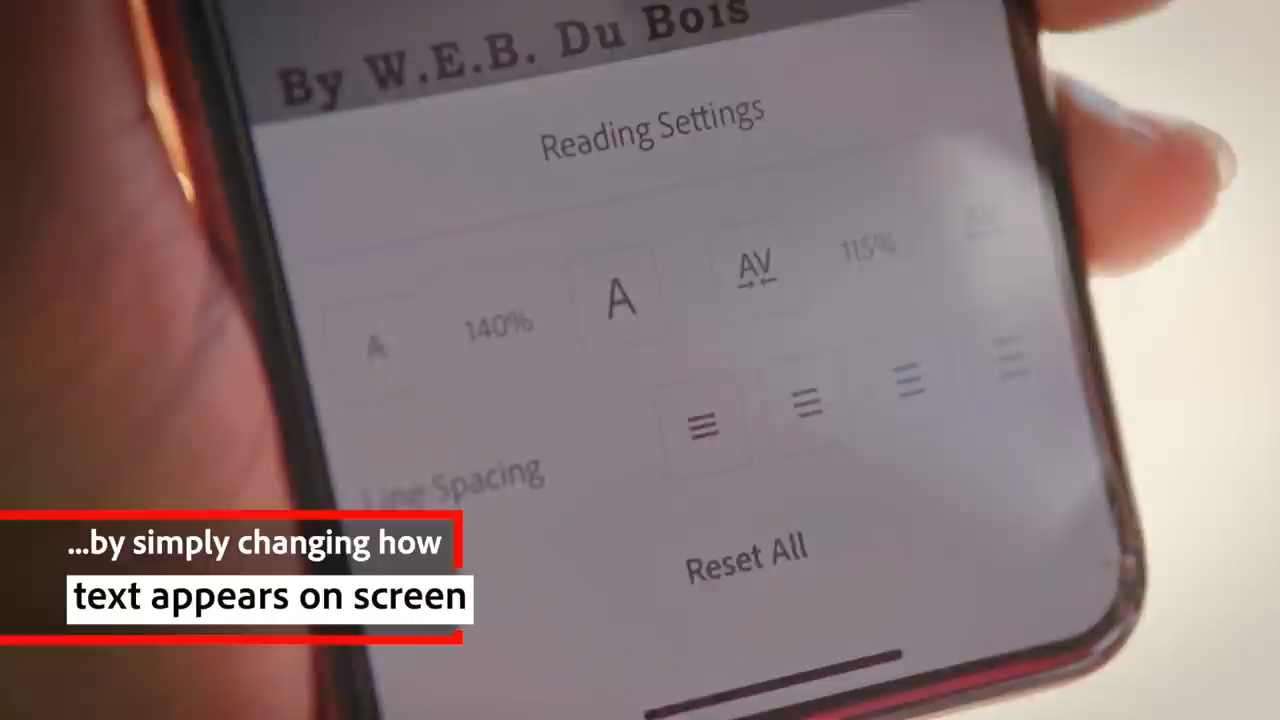 By W.E.B. Du Bois
Reading Settings
A 140% A AV 115% AV
Line Spacing
Reset All
...by simply changing how
text appears on screen